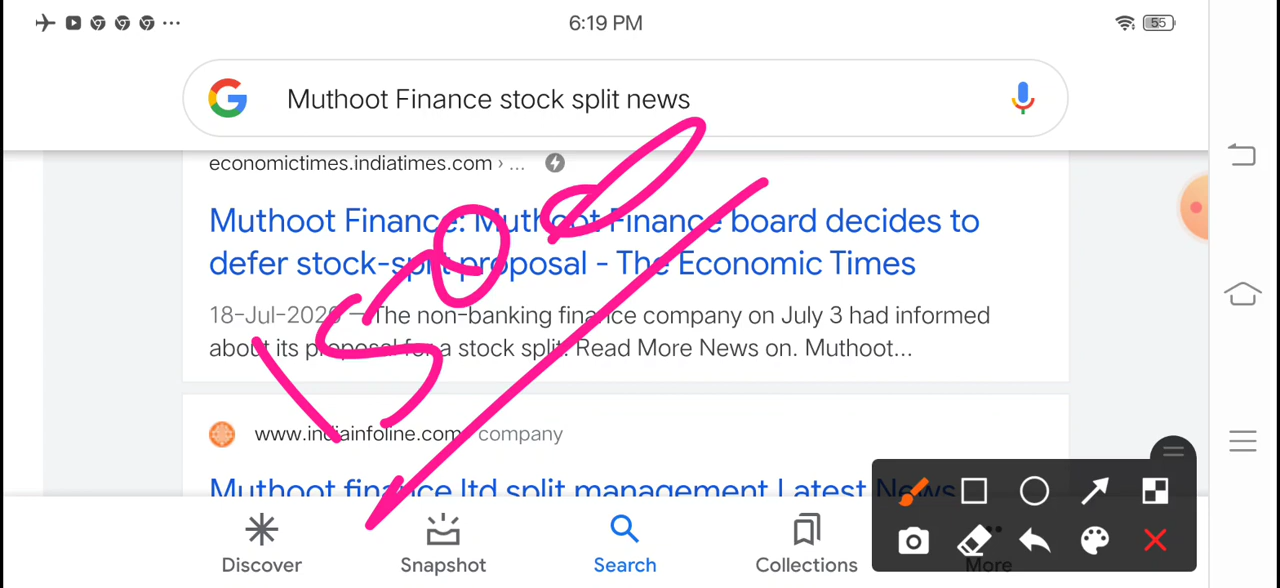 6:19 PM
55
Muthoot Finance stock split news
economictimes.indiatimes.com › ...
Muthoot Finance: Muthoot Finance board decides to
defer stock-split proposal - The Economic Times
18-Jul-2020 — The non-banking finance company on July 3 had informed
about its proposal for a stock split. Read More News on. Muthoot...
www.indiainfoline.com › company
Muthoot finance ltd split management Latest News
Discover
Snapshot
Search
Collections
More